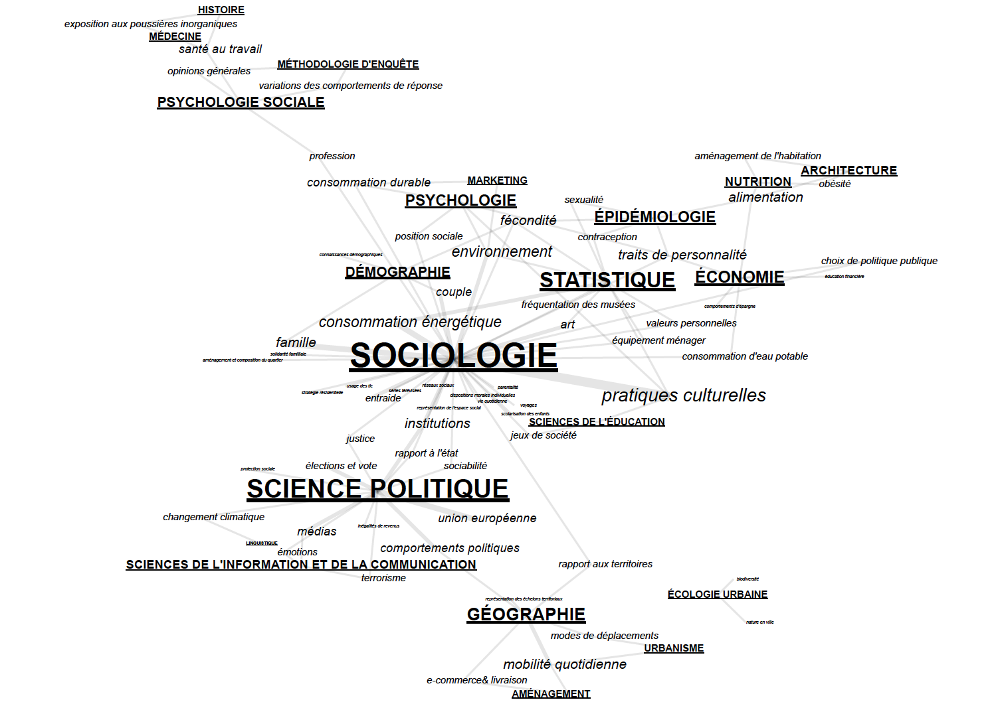 HISTOIRE
exposition aux poussières inorganiques
MÉDECINE
santé au travail
MÉTHODOLOGIE D'ENQUÊTE
opinions générales
variations des comportements de réponse
PSYCHOLOGIE SOCIALE
profession
aménagement de l'habitation
ARCHITECTURE
consommation durable
MARKETING
NUTRITION
obésité
PSYCHOLOGIE
sexualité
alimentation
fécondité
ÉPIDÉMIOLOGIE
position sociale
contraception
connaissances démographiques
environnement
traits de personnalité
choix de politique publique
DÉMOGRAPHIE
STATISTIQUE
ÉCONOMIE
éducation financière
couple
fréquentation des musées
comportements d'épargne
consommation énergétique
art
valeurs personnelles
famille
équipement ménager
solidarité familiale
aménagement et composition du quartier
SOCIOLOGIE
consommation d'eau potable
usage des tic
réseaux sociaux
parentalité
stratégie résidentielle
séries télévisées
entraide
dispositions morales individuelles
vie quotidienne
pratiques culturelles
représentation de l'espace social
voyages
scolarisation des enfants
institutions
SCIENCES DE L'ÉDUCATION
justice
jeux de société
rapport à l'état
protection sociale
élections et vote
sociabilité
SCIENCE POLITIQUE
changement climatique
union européenne
médias
inégalités de revenus
LINGUISTIQUE
émotions
comportements politiques
SCIENCES DE L'INFORMATION ET DE LA COMMUNICATION
rapport aux territoires
terrorisme
biodiversité
ÉCOLOGIE URBAINE
représentation des échelons territoriaux
GÉOGRAPHIE
nature en ville
modes de déplacements
URBANISME
mobilité quotidienne
e-commerce& livraison
AMÉNAGEMENT